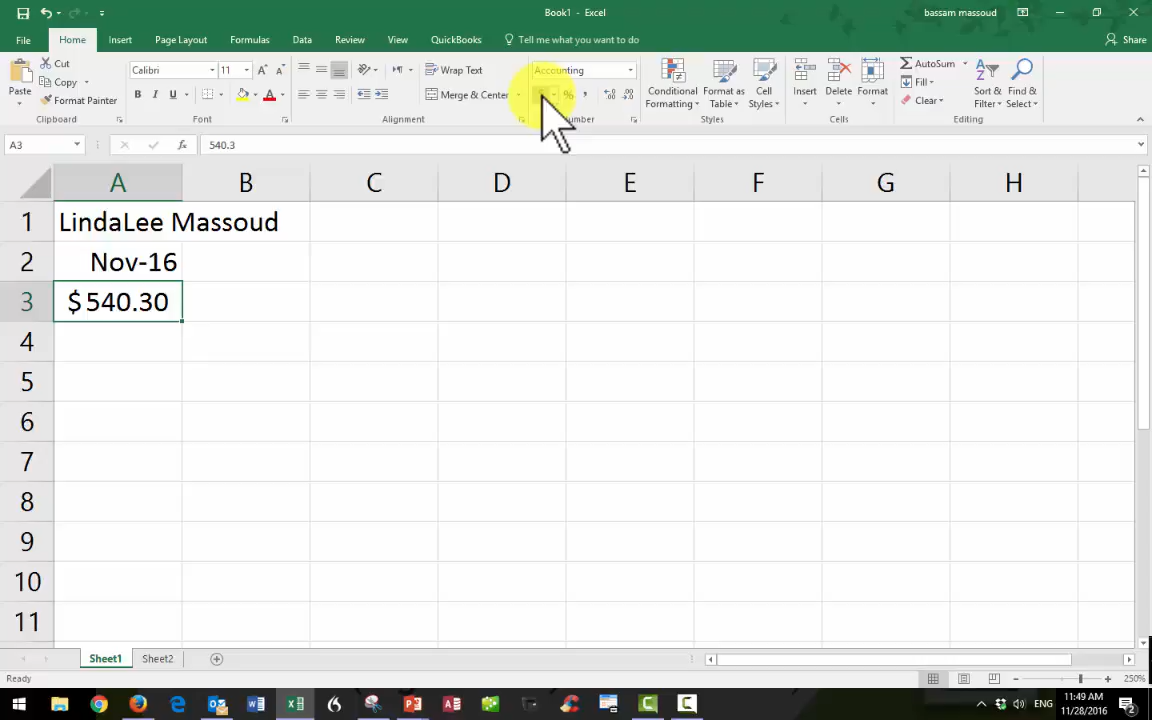 Book1 - Excel
bassam massoud
File Home Insert Page Layout Formulas Data Review View QuickBooks Tell me what you want to do Share
Paste
Cut
Copy
Format Painter
Clipboard
Calibri 11
B I U
Font
Wrap Text
Merge & Center
Alignment
Accounting
%
Conditional Formatting
Format as Table
Cell Styles
Styles
Insert
Delete
Format
Cells
AutoSum
Fill
Clear
Sort & Filter
Find & Select
Editing
A3 fx 540.3
A B C D E F G H
1 LindaLee Massoud
2 Nov-16
3 $540.30
4
5
6
7
8
9
10
11
Sheet1 Sheet2
Ready 250%
ENG 11:49 AM
11/28/2016